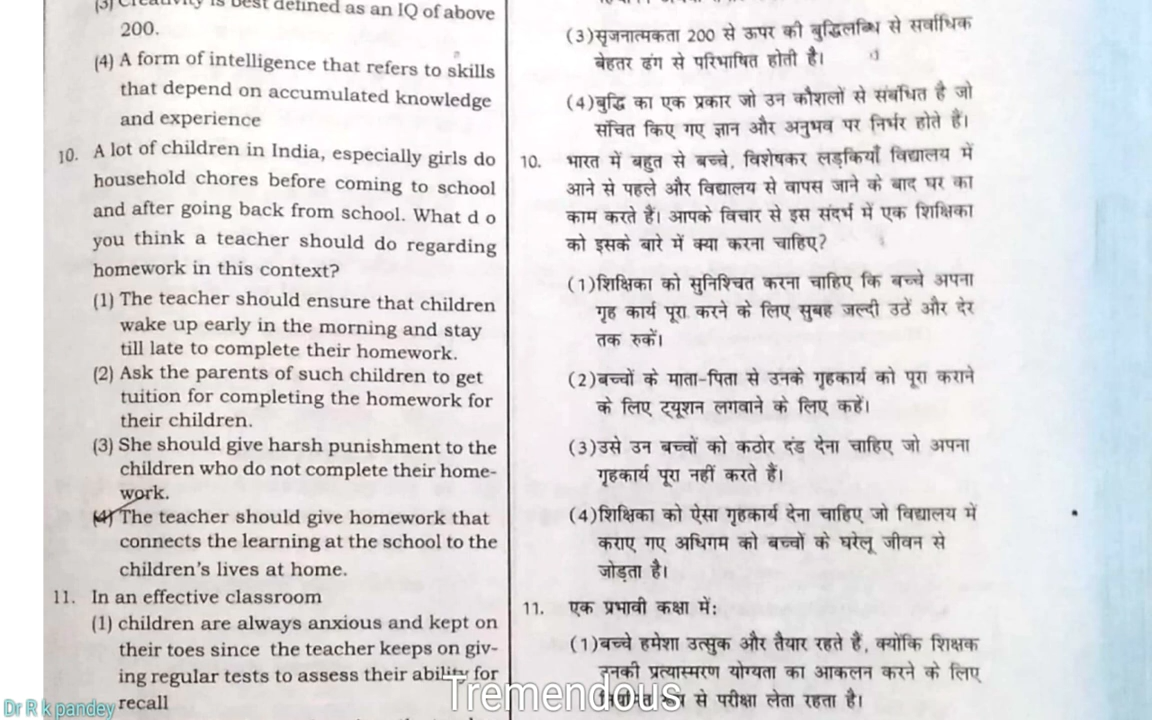 (3) Creativity is best defined as an IQ of above
200.
(4) A form of intelligence that refers to skills
that depend on accumulated knowledge
and experience
10. A lot of children in India, especially girls do
household chores before coming to school
and after going back from school. What d o
you think a teacher should do regarding
homework in this context?
(1) The teacher should ensure that children
wake up early in the morning and stay
till late to complete their homework.
(2) Ask the parents of such children to get
tuition for completing the homework for
their children.
(3) She should give harsh punishment to the
children who do not complete their home-
work.
(4) The teacher should give homework that
connects the learning at the school to the
children's lives at home.
11. In an effective classroom
(1) children are always anxious and kept on
their toes since the teacher keeps on giv-
ing regular tests to assess their ability for
recall
(3)सृजनात्मकता 200 से ऊपर की बुद्धिलब्धि से सर्वाधिक
बेहतर ढंग से परिभाषित होती है।
(4)बुद्धि का एक प्रकार जो उन कौशलों से संबंधित है जो
संचित किए गए ज्ञान और अनुभव पर निर्भर होते हैं।
10. भारत में बहुत से बच्चे, विशेषकर लड़कियाँ विद्यालय में
आने से पहले और विद्यालय से वापस जाने के बाद घर का
काम करते हैं। आपके विचार से इस संदर्भ में एक शिक्षिका
को इसके बारे में क्या करना चाहिए?
(1)शिक्षिका को सुनिश्चित करना चाहिए कि बच्चे अपना
गृह कार्य पूरा करने के लिए सुबह जल्दी उठें और देर
तक रुकें।
(2)बच्चों के माता-पिता से उनके गृहकार्य को पूरा कराने
के लिए ट्यूशन लगवाने के लिए कहें।
(3)उसे उन बच्चों को कठोर दंड देना चाहिए जो अपना
गृहकार्य पूरा नहीं करते हैं।
(4)शिक्षिका को ऐसा गृहकार्य देना चाहिए जो विद्यालय में
कराए गए अधिगम को बच्चों के घरेलू जीवन से
जोड़ता है।
11. एक प्रभावी कक्षा में:
(1)बच्चे हमेशा उत्सुक और तैयार रहते हैं, क्योंकि शिक्षक
उनकी प्रत्यास्मरण योग्यता का आकलन करने के लिए
से परीक्षा लेता रहता है।
Tremendous
Dr R k pandey